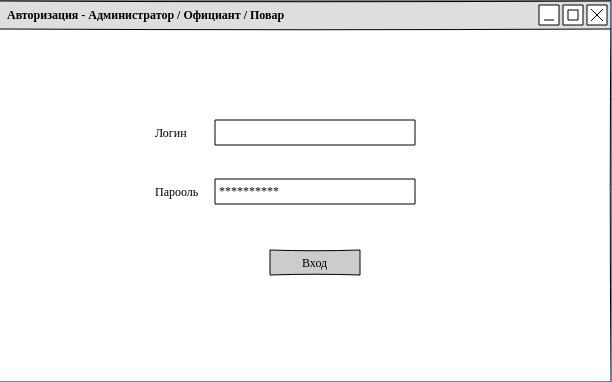 Авторизация - Администратор / Официант / Повар
Логин
Парооль **********
Вход